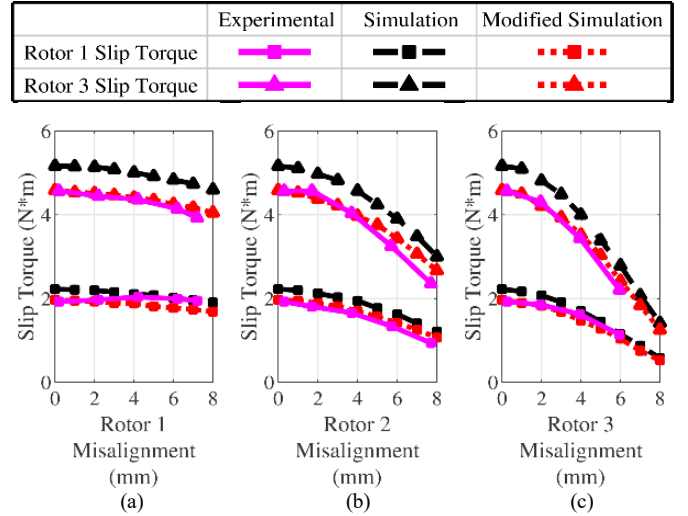 Experimental Simulation Modified Simulation
Rotor 1 Slip Torque
Rotor 3 Slip Torque
Slip Torque (N*m)
6
4
2
0
0 2 4 6 8
Rotor 1
Misalignment
(mm)
(a)
Slip Torque (N*m)
6
4
2
0
0 2 4 6 8
Rotor 2
Misalignment
(mm)
(b)
Slip Torque (N*m)
6
4
2
0
0 2 4 6 8
Rotor 3
Misalignment
(mm)
(c)